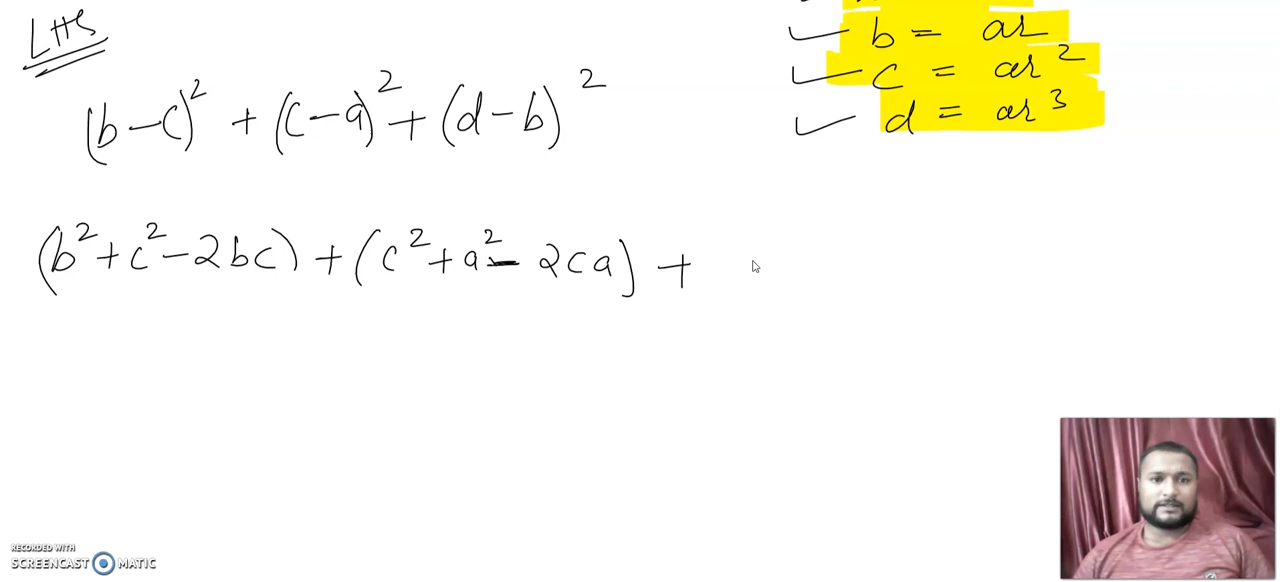 LHS
b = ar
c = ar²
d = ar³
(b-c)² + (c-a)² + (d-b)²
(b²+c²-2bc) + (c²+a²-2ca) +
RECORDED WITH
SCREENCAST MATIC